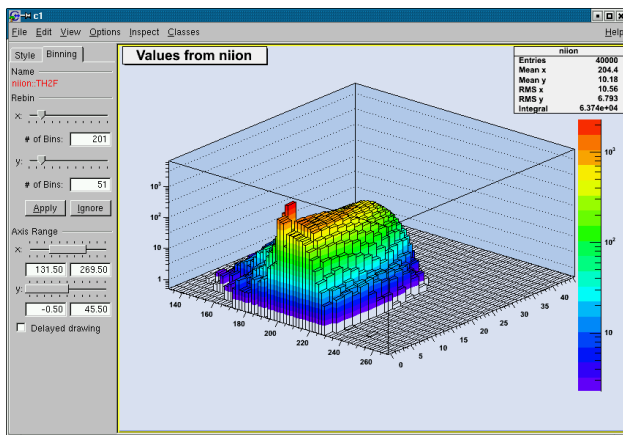 c1
File Edit View Options Inspect Classes Help
Style Binning
Name
niion::TH2F
Rebin
x:
# of Bins: 201
y:
# of Bins: 51
Apply Ignore
Axis Range
x:
131.50 269.50
y:
-0.50 45.50
Delayed drawing
Values from niion
niion
Entries 40000
Mean x 204.4
Mean y 10.18
RMS x 10.56
RMS y 6.793
Integral 6.374e+04
10³
10²
10
1
140 160 180 200 220 240 260
0 5 10 15 20 25 30 35 40
10³
10²
10